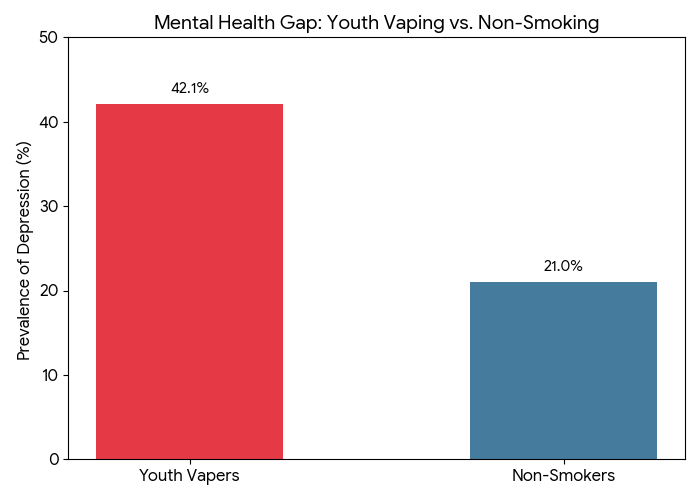 Mental Health Gap: Youth Vaping vs. Non-Smoking
Prevalence of Depression (%)
50
40
30
20
10
0
42.1%
21.0%
Youth Vapers
Non-Smokers